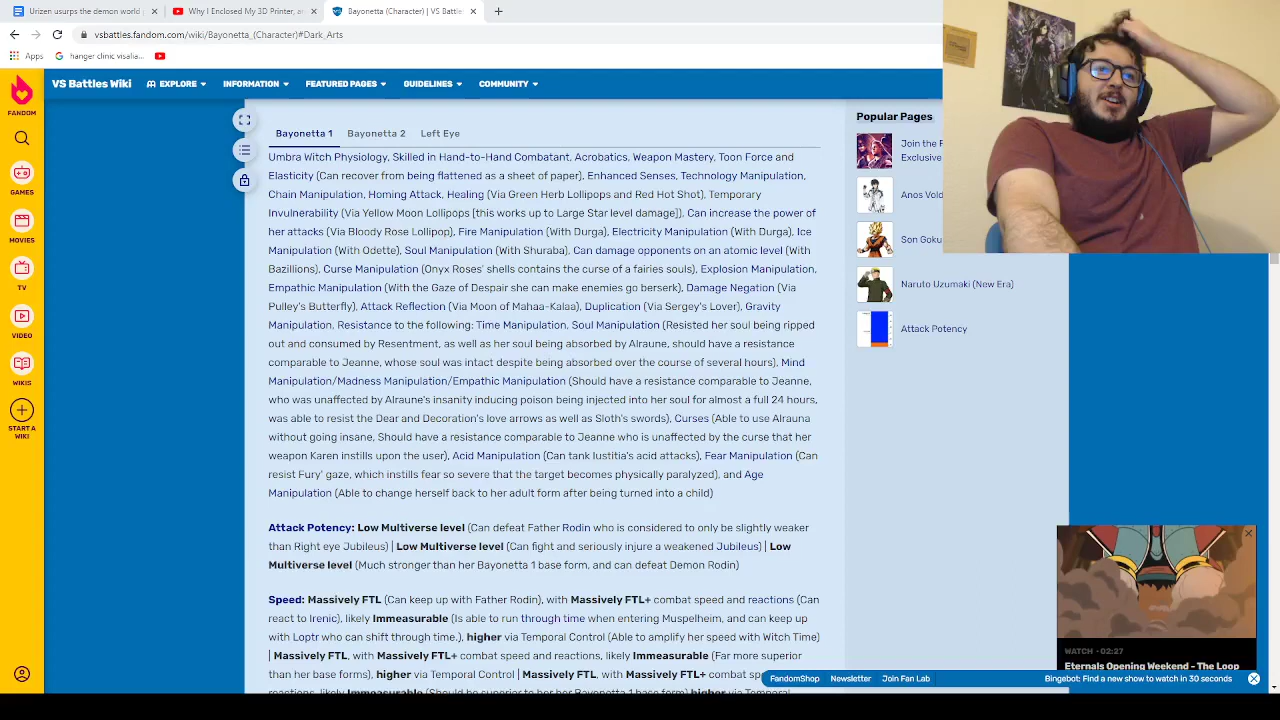 Urizen usurps the demon world
Why I Enclosed My 3D Printer, a
Bayonetta (Character) | VS Battle
vsbattles.fandom.com/wiki/Bayonetta_(Character)#Dark_Arts
Apps
hanger clinic visalia...
FANDOM
GAMES
MOVIES
TV
VIDEO
WIKIS
START A
WIKI
VS Battles Wiki
EXPLORE
INFORMATION
FEATURED PAGES
GUIDELINES
COMMUNITY
Bayonetta 1
Bayonetta 2
Left Eye
Umbra Witch Physiology, Skilled in Hand-to-Hand Combatant, Acrobatics, Weapon Mastery, Toon Force and
Elasticity (Can recover from being flattened as a sheet of paper), Enhanced Senses, Technology Manipulation,
Chain Manipulation, Homing Attack, Healing (Via Green Herb Lollipops and Red Hot Shot), Temporary
Invulnerability (Via Yellow Moon Lollipops [this works up to Large Star level damage]), Can increase the power of
her attacks (Via Bloody Rose Lollipop), Fire Manipulation (With Durga), Electricity Manipulation (With Durga), Ice
Manipulation (With Odette), Soul Manipulation (With Shuraba), Can damage opponents on an atomic level (With
Bazillions), Curse Manipulation (Onyx Roses' shells contains the curse of a fairies souls), Explosion Manipulation,
Empathic Manipulation (With the Gaze of Despair she can make enemies go berserk), Damage Negation (Via
Pulley's Butterfly), Attack Reflection (Via Moon of Mahaa-Kalaa), Duplication (Via Sergey's Lover), Gravity
Manipulation, Resistance to the following: Time Manipulation, Soul Manipulation (Resisted her soul being ripped
out and consumed by Resentment, as well as her soul being absorbed by Alraune, should have a resistance
comparable to Jeanne, whose soul was intact despite being absorbed over the course of several hours), Mind
Manipulation/Madness Manipulation/Empathic Manipulation (Should have a resistance comparable to Jeanne,
who was unaffected by Alraune's insanity inducing poison being injected into her soul for almost a full 24 hours,
was able to resist the Dear and Decoration's love arrows as well as Sloth's swords), Curses (Able to use Alrauna
without going insane, Should have a resistance comparable to Jeanne who is unaffected by the curse that her
weapon Karen instills upon the user), Acid Manipulation (Can tank Iustitia's acid attacks), Fear Manipulation (Can
resist Fury' gaze, which instills fear so severe that the target becomes physically paralyzed), and Age
Manipulation (Able to change herself back to her adult form after being turned into a child)
Attack Potency: Low Multiverse level (Can defeat Father Rodin who is considered to only be slightly weaker
than Right eye Jubileus) | Low Multiverse level (Can fight and seriously injure a weakened Jubileus) | Low
Multiverse level (Much stronger than her Bayonetta 1 base form, and can defeat Demon Rodin)
Speed: Massively FTL (Can keep up with Father Rodin), with Massively FTL+ combat speed and reactions (Can
react to Irenic), likely Immeasurable (Is able to run through time when entering Muspelheim, and can keep up
with Loptr who can shift through time.), higher via Temporal Control (Able to amplify her speed with Witch Time)
| Massively FTL, with Massively FTL+ combat speed and reactions, likely Immeasurable (Far more superior
than her base forms), higher via Temporal Control | Massively FTL, with Massively FTL+ combat sp
reactions, likely Immeasurable (Should be superior to her Bayonetta 1 base form) higher via Temporal
Popular Pages
Join the F
Exclusive
Anos Vold
Son Goku
Naruto Uzumaki (New Era)
Attack Potency
WATCH • 02:27
Eternals Opening Weekend - The Loop
FandomShop
Newsletter
Join Fan Lab
Bingebot: Find a new show to watch in 30 seconds